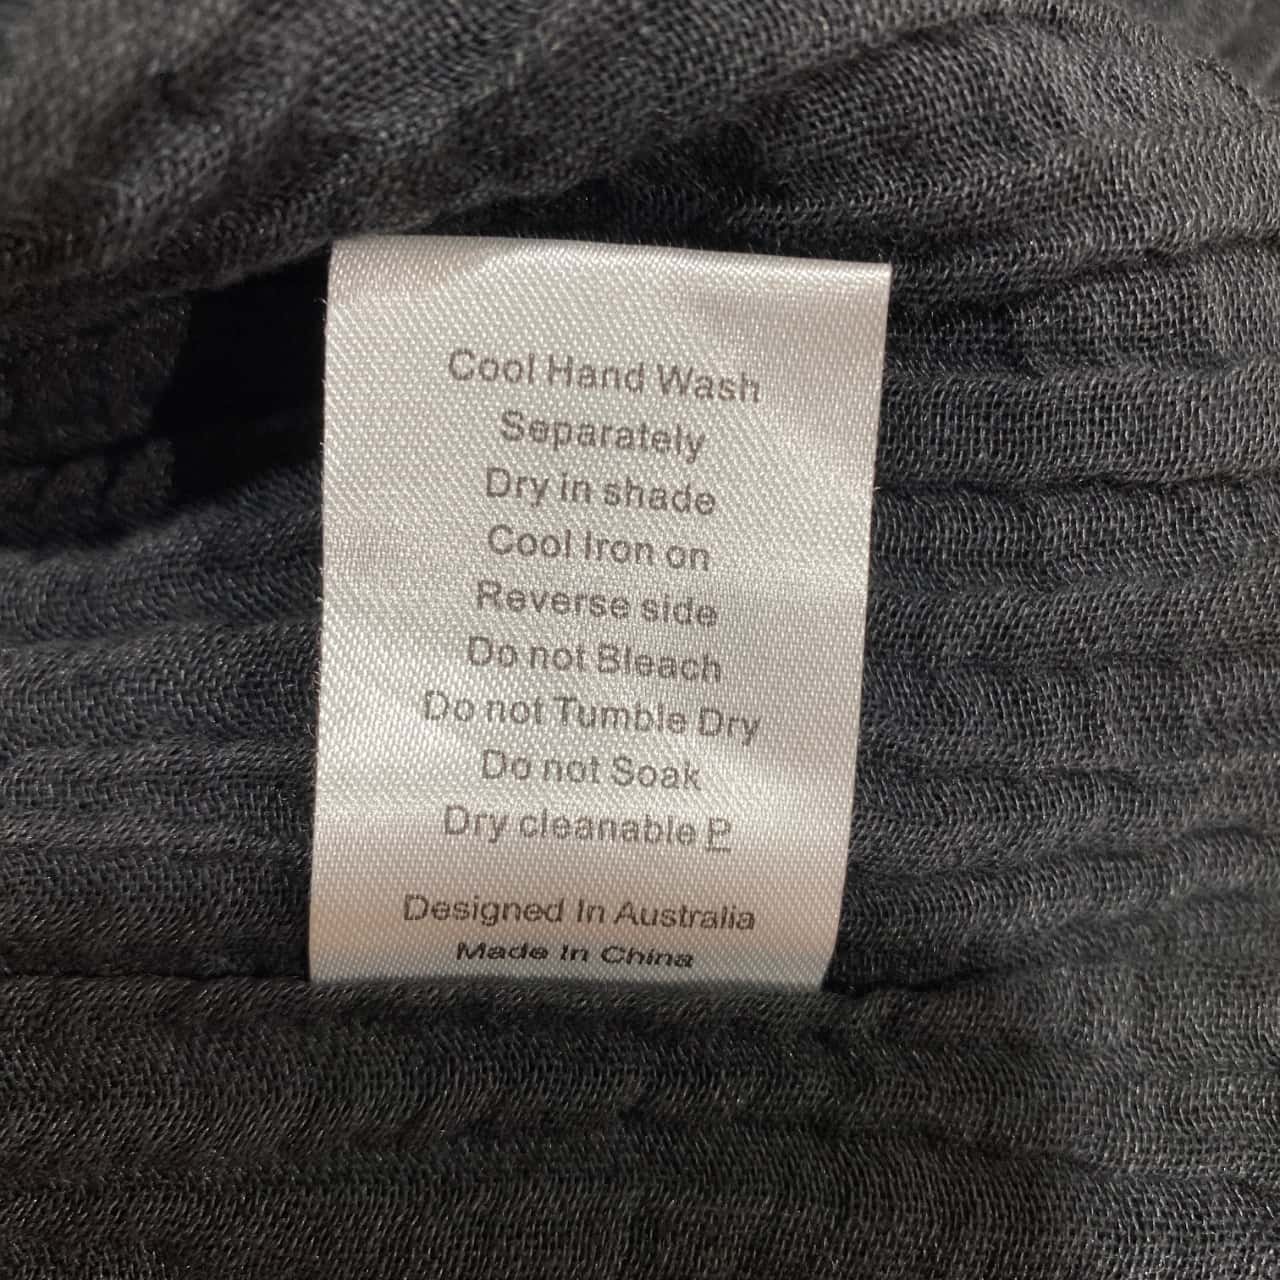 Cool Hand Wash
Separately
Dry in shade
Cool Iron on
Reverse side
Do not Bleach
Do not Tumble Dry
Do not Soak
Dry cleanable P
Designed In Australia
Made In China